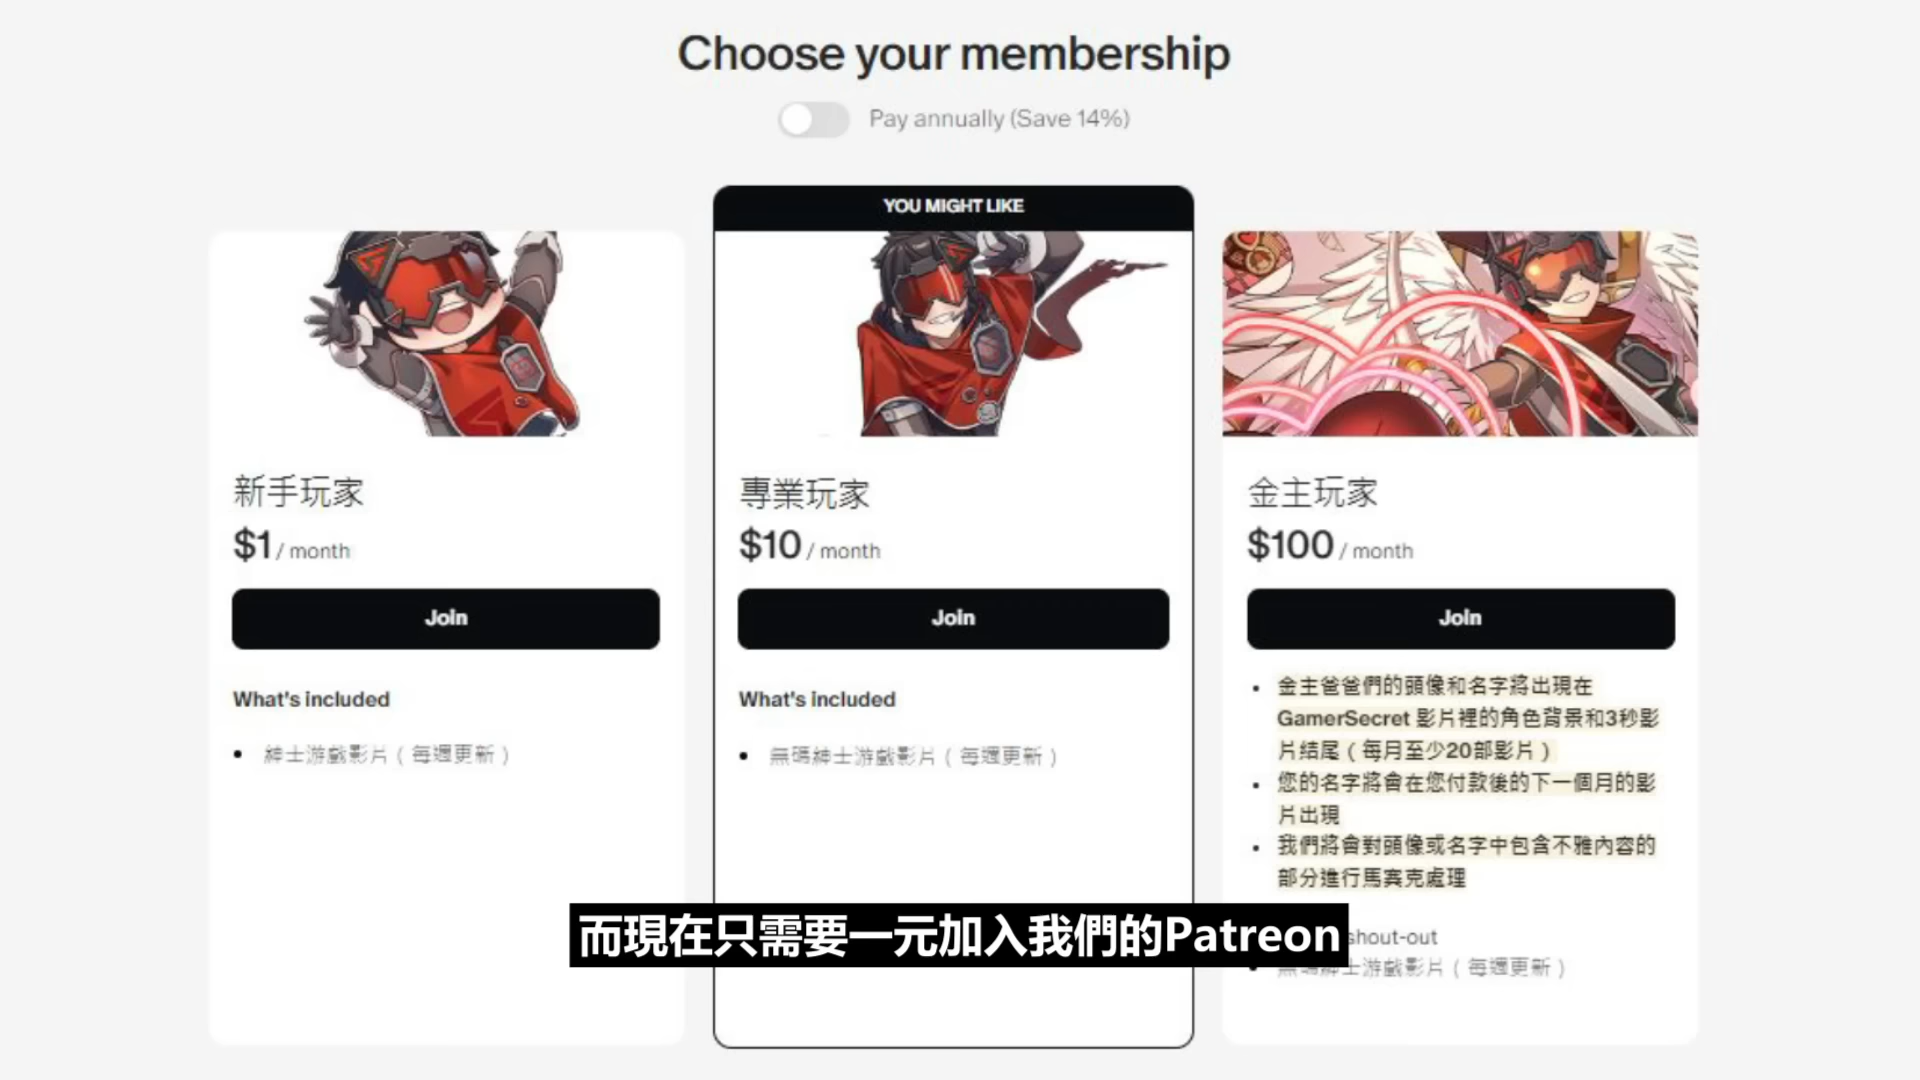 Choose your membership
Pay annually (Save 14%)
YOU MIGHT LIKE
新手玩家
$1 / month
Join
What's included
• 紳士游戲影片（每週更新）
專業玩家
$10 / month
Join
What's included
• 無碼紳士游戲影片（每週更新）
金主玩家
$100 / month
Join
• 金主爸爸們的頭像和名字將出現在
GamerSecret 影片裡的角色背景和3秒影
片结尾（每月至少20部影片）
• 您的名字將會在您付款後的下一個月的影
片出現
• 我們將會對頭像或名字中包含不雅內容的
部分進行馬賽克處理
shout-out
• 無碼紳士游戲影片（每週更新）
而現在只需要一元加入我們的Patreon